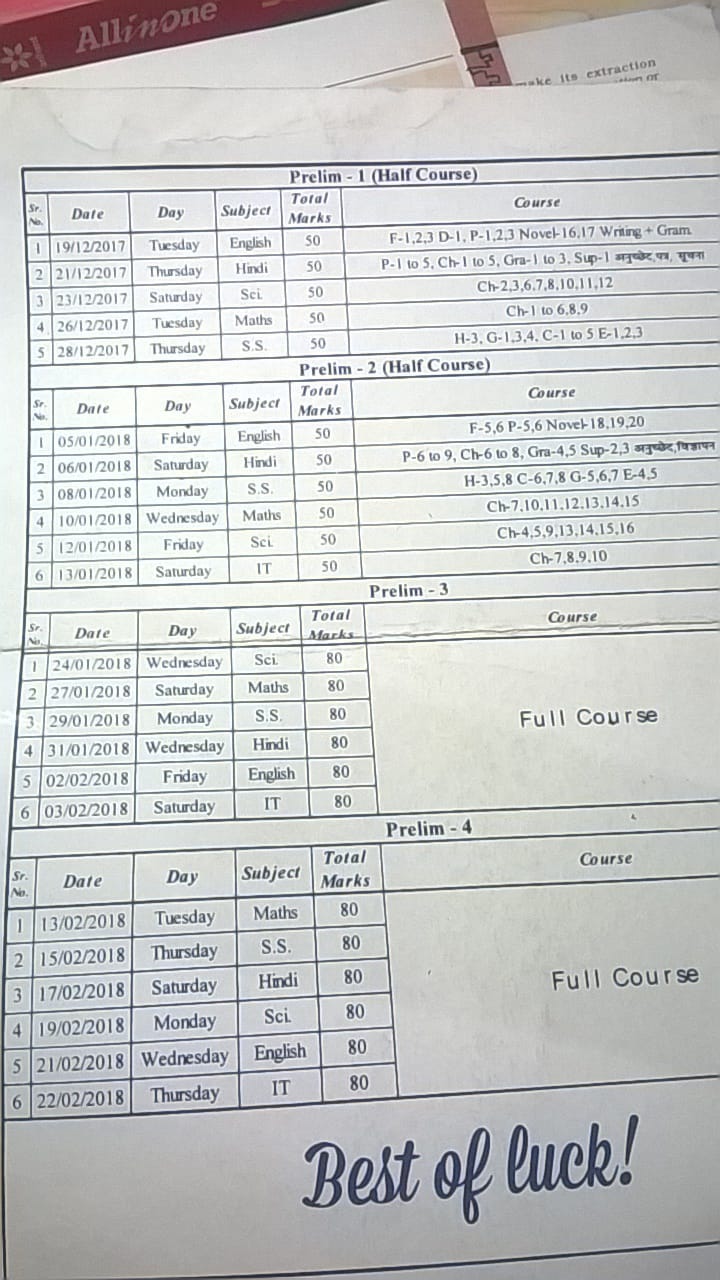 Allinone
make its extraction
Prelim - 1 (Half Course)
Sr. No. Date Day Subject Total Marks Course
1 19/12/2017 Tuesday English 50 F-1,2,3 D-1, P-1,2,3 Novel-16,17 Writing + Gram
2 21/12/2017 Thursday Hindi 50 P-1 to 5, Ch-1 to 5, Gra-1 to 3, Sup-1 अनुच्छेद,पत्र, सूचना
3 23/12/2017 Saturday Sci. 50 Ch-2,3,6,7,8,10,11,12
4 26/12/2017 Tuesday Maths 50 Ch-1 to 6,8,9
5 28/12/2017 Thursday S.S. 50 H-3, G-1,3,4, C-1 to 5 E-1,2,3
Prelim - 2 (Half Course)
Sr. No. Date Day Subject Total Marks Course
1 05/01/2018 Friday English 50 F-5,6 P-5,6 Novel-18,19,20
2 06/01/2018 Saturday Hindi 50 P-6 to 9, Ch-6 to 8, Gra-4,5 Sup-2,3 अनुच्छेद,विज्ञापन
3 08/01/2018 Monday S.S. 50 H-3,5,8 C-6,7,8 G-5,6,7 E-4,5
4 10/01/2018 Wednesday Maths 50 Ch-7,10,11,12,13,14,15
5 12/01/2018 Friday Sci. 50 Ch-4,5,9,13,14,15,16
6 13/01/2018 Saturday IT 50 Ch-7,8,9,10
Prelim - 3
Sr. No. Date Day Subject Total Marks Course
1 24/01/2018 Wednesday Sci. 80
2 27/01/2018 Saturday Maths 80
3 29/01/2018 Monday S.S. 80 Full Course
4 31/01/2018 Wednesday Hindi 80
5 02/02/2018 Friday English 80
6 03/02/2018 Saturday IT 80
Prelim - 4
Sr. No. Date Day Subject Total Marks Course
1 13/02/2018 Tuesday Maths 80
2 15/02/2018 Thursday S.S. 80
3 17/02/2018 Saturday Hindi 80 Full Course
4 19/02/2018 Monday Sci. 80
5 21/02/2018 Wednesday English 80
6 22/02/2018 Thursday IT 80
Best of luck!